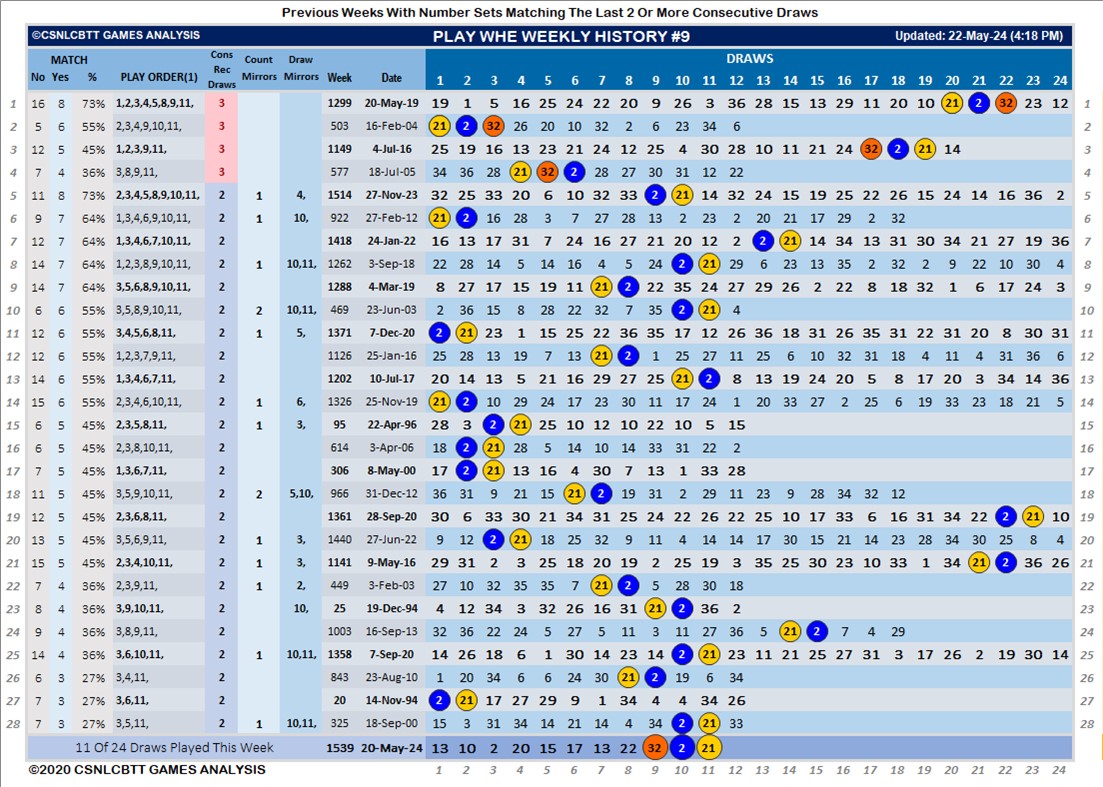 Previous Weeks With Number Sets Matching The Last 2 Or More Consecutive Draws
©CSNLCBTT GAMES ANALYSIS PLAY WHE WEEKLY HISTORY #9 Updated: 22-May-24 (4:18 PM)
MATCH Cons Rec Draws Count Mirrors Draw Mirrors DRAWS
No Yes % PLAY ORDER(1) Week Date 1 2 3 4 5 6 7 8 9 10 11 12 13 14 15 16 17 18 19 20 21 22 23 24
1 16 8 73% 1,2,3,4,5,8,9,11, 3 1299 20-May-19 19 1 5 16 25 24 22 20 9 26 3 36 28 15 13 29 11 20 10 21 2 32 23 12 1
2 5 6 55% 2,3,4,9,10,11, 3 503 16-Feb-04 21 2 32 26 20 10 32 2 6 23 34 6 2
3 12 5 45% 1,2,3,9,11, 3 1149 4-Jul-16 25 19 16 13 23 21 24 12 25 4 30 28 10 11 21 24 32 2 21 14 3
4 7 4 36% 3,8,9,11, 3 577 18-Jul-05 34 36 28 21 32 2 28 27 30 31 12 22 4
5 11 8 73% 2,3,4,5,8,9,10,11, 2 1 4, 1514 27-Nov-23 32 25 33 20 6 10 32 33 2 21 14 32 24 15 19 25 22 26 15 24 14 16 36 2 5
6 9 7 64% 1,3,4,6,9,10,11, 2 1 10, 922 27-Feb-12 21 2 16 28 3 7 27 28 13 2 23 2 20 21 17 29 2 32 6
7 12 7 64% 1,3,4,6,7,10,11, 2 1418 24-Jan-22 16 13 17 31 7 24 16 27 21 20 12 2 2 21 14 34 13 31 30 34 21 27 19 36 7
8 14 7 64% 1,2,3,8,9,10,11, 2 1 10,11, 1262 3-Sep-18 22 28 14 5 14 16 4 5 24 2 21 29 6 23 13 35 2 32 2 9 22 10 30 4 8
9 14 7 64% 3,5,6,8,9,10,11, 2 1288 4-Mar-19 8 27 17 15 19 11 21 2 22 35 24 27 29 26 2 22 8 18 32 1 6 17 24 3 9
10 6 6 55% 3,5,8,9,10,11, 2 2 10,11, 469 23-Jun-03 2 36 15 8 28 22 32 7 35 2 21 4 10
11 12 6 55% 3,4,5,6,8,11, 2 1 5, 1371 7-Dec-20 2 21 23 1 15 25 22 36 35 17 12 26 36 18 31 26 35 18 22 31 20 8 30 31 11
12 12 6 55% 1,2,3,7,9,11, 2 1126 25-Jan-16 25 28 13 19 7 13 21 2 1 25 27 11 25 6 10 32 31 18 4 11 4 31 36 6 12
13 14 6 55% 1,3,4,6,7,11, 2 1202 10-Jul-17 20 14 13 5 21 16 29 27 25 21 2 8 13 19 24 20 5 8 17 20 3 34 14 36 13
14 15 6 55% 2,3,4,6,10,11, 2 1 6, 1326 25-Nov-19 21 2 10 29 24 17 23 30 11 17 24 1 20 33 27 2 25 6 19 33 23 18 21 5 14
15 6 5 45% 2,3,5,8,11, 2 1 3, 95 22-Apr-96 28 3 2 21 25 10 12 10 22 10 5 15 15
16 6 5 45% 2,3,8,10,11, 2 614 3-Apr-06 18 2 21 28 5 14 10 14 33 31 22 2 16
17 7 5 45% 1,3,6,7,11, 2 306 8-May-00 17 2 21 13 16 4 30 7 13 1 33 28 17
18 11 5 45% 3,5,9,10,11, 2 2 5,10, 966 31-Dec-12 36 31 9 21 15 21 2 19 31 2 29 11 23 9 28 34 32 18 18
19 12 5 45% 2,3,6,8,11, 2 1361 28-Sep-20 30 6 33 30 21 34 31 25 24 22 26 22 25 10 17 33 6 16 31 34 22 2 21 10 19
20 13 5 45% 3,5,6,9,11, 2 1 3, 1440 27-Jun-22 9 12 2 21 18 25 32 9 11 4 14 14 17 30 15 21 14 23 28 34 30 25 8 4 20
21 15 5 45% 2,3,4,10,11, 2 1 3, 1141 9-May-16 29 31 2 3 25 18 20 19 2 25 19 3 35 25 30 23 10 33 1 34 21 2 36 26 21
22 7 4 36% 2,3,9,11, 2 1 2, 449 3-Feb-03 27 10 32 35 35 7 21 2 5 28 30 18 22
23 8 4 36% 3,9,10,11, 2 10, 25 19-Dec-94 4 12 34 3 32 26 16 31 21 2 36 2 23
24 9 4 36% 3,8,9,11, 2 1003 16-Sep-13 32 36 22 24 1 27 5 11 3 11 27 36 5 21 2 7 4 29 24
25 14 4 36% 3,6,10,11, 2 1 10,11, 1358 7-Sep-20 14 26 18 6 1 30 14 23 14 2 21 23 11 21 25 27 31 3 17 26 2 19 30 14 25
26 6 3 27% 3,4,11, 2 843 23-Aug-10 1 20 34 6 6 24 30 21 2 19 6 34 26
27 7 3 27% 3,6,11, 2 20 14-Nov-94 2 21 17 27 29 9 1 34 4 4 34 26 27
28 7 3 27% 3,5,11, 2 1 10,11, 325 18-Sep-00 15 3 31 34 14 21 14 4 34 2 21 33 28
11 Of 24 Draws Played This Week 1539 20-May-24 13 10 2 20 15 17 13 22 32 2 21
©2020 CSNLCBTT GAMES ANALYSIS 1 2 3 4 5 6 7 8 9 10 11 12 13 14 15 16 17 18 19 20 21 22 23 24